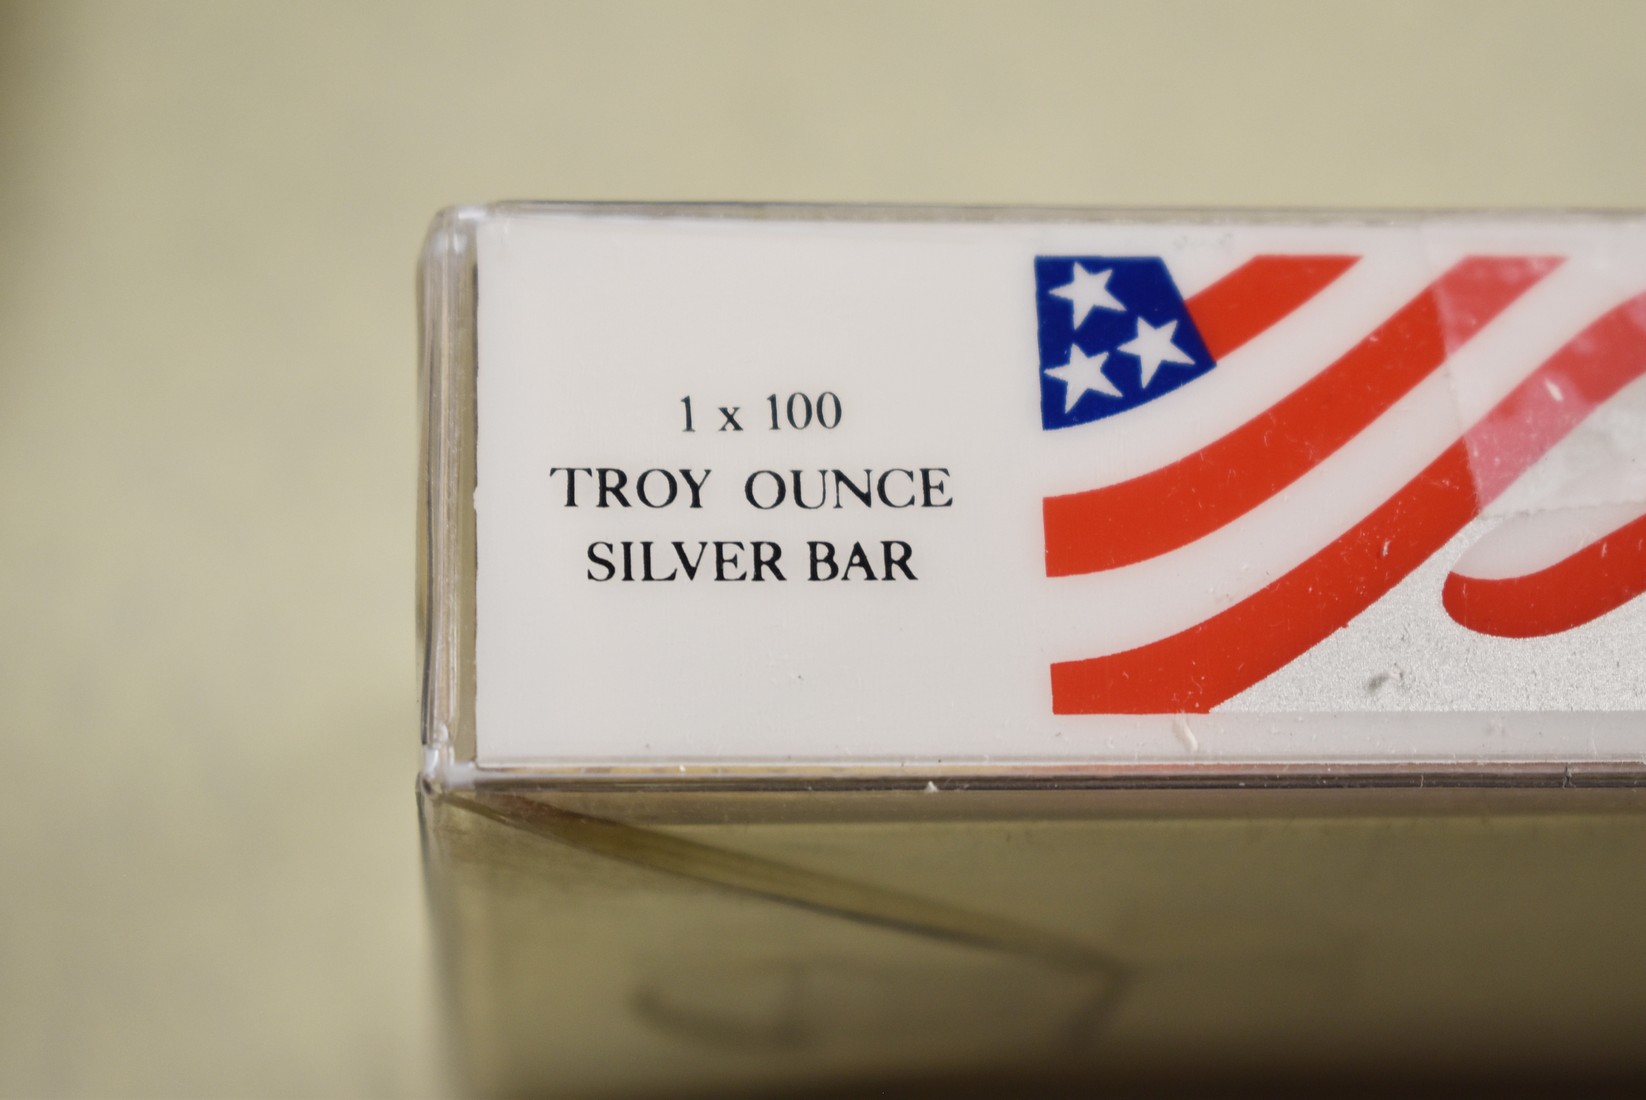 1 x 100
TROY OUNCE
SILVER BAR